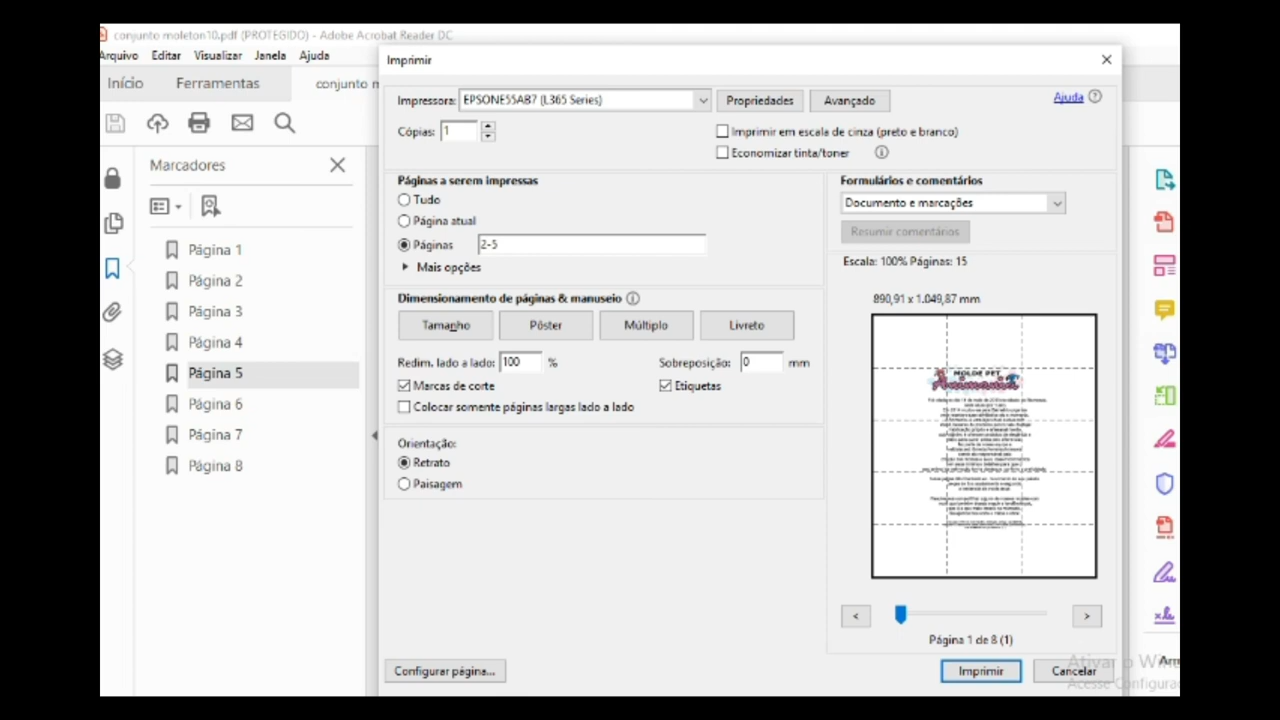 conjunto moleton10.pdf (PROTEGIDO) - Adobe Acrobat Reader DC
Arquivo Editar Visualizar Janela Ajuda
Início Ferramentas conjunto m
Marcadores
Página 1
Página 2
Página 3
Página 4
Página 5
Página 6
Página 7
Página 8
Imprimir
Impressora: EPSONE55AB7 (L365 Series) Propriedades Avançado Ajuda
Cópias: 1
Imprimir em escala de cinza (preto e branco)
Economizar tinta/toner
Páginas a serem impressas
Tudo
Página atual
Páginas 2-5
Mais opções
Dimensionamento de páginas & manuseio
Tamanho Pôster Múltiplo Livreto
Redim. lado a lado: 100 % Sobreposição: 0 mm
Marcas de corte Etiquetas
Colocar somente páginas largas lado a lado
Orientação:
Retrato
Paisagem
Formulários e comentários
Documento e marcações
Resumir comentários
Escala: 100% Páginas: 15
890,91 x 1.049,87 mm
MOLDE PET
Animania
< >
Página 1 de 8 (1)
Configurar página... Imprimir Cancelar
Ativar o Win
Acesse Configura